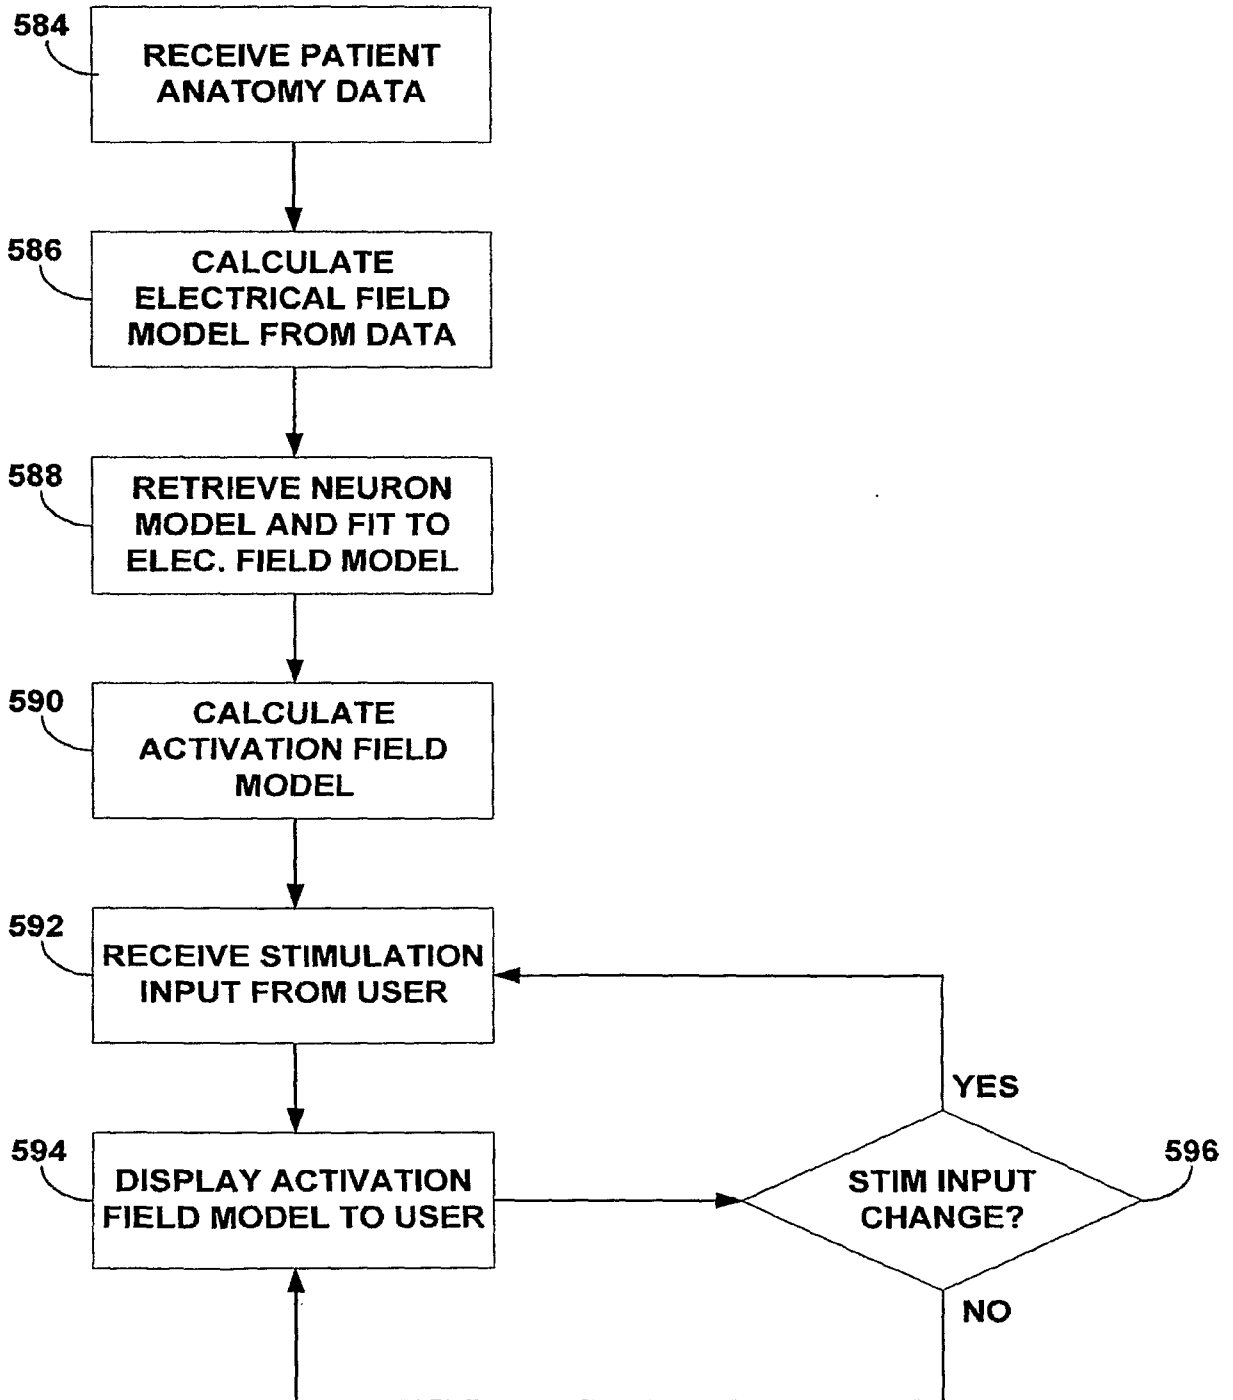 584
RECEIVE PATIENT
ANATOMY DATA
586
CALCULATE
ELECTRICAL FIELD
MODEL FROM DATA
588
RETRIEVE NEURON
MODEL AND FIT TO
ELEC. FIELD MODEL
590
CALCULATE
ACTIVATION FIELD
MODEL
592
RECEIVE STIMULATION
INPUT FROM USER
YES
594
DISPLAY ACTIVATION
FIELD MODEL TO USER
STIM INPUT
CHANGE?
596
NO